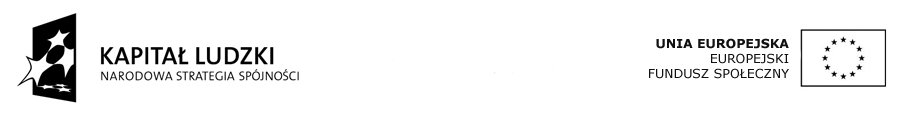 KAPITAŁ LUDZKI
NARODOWA STRATEGIA SPÓJNOŚCI
UNIA EUROPEJSKA
EUROPEJSKI
FUNDUSZ SPOŁECZNY